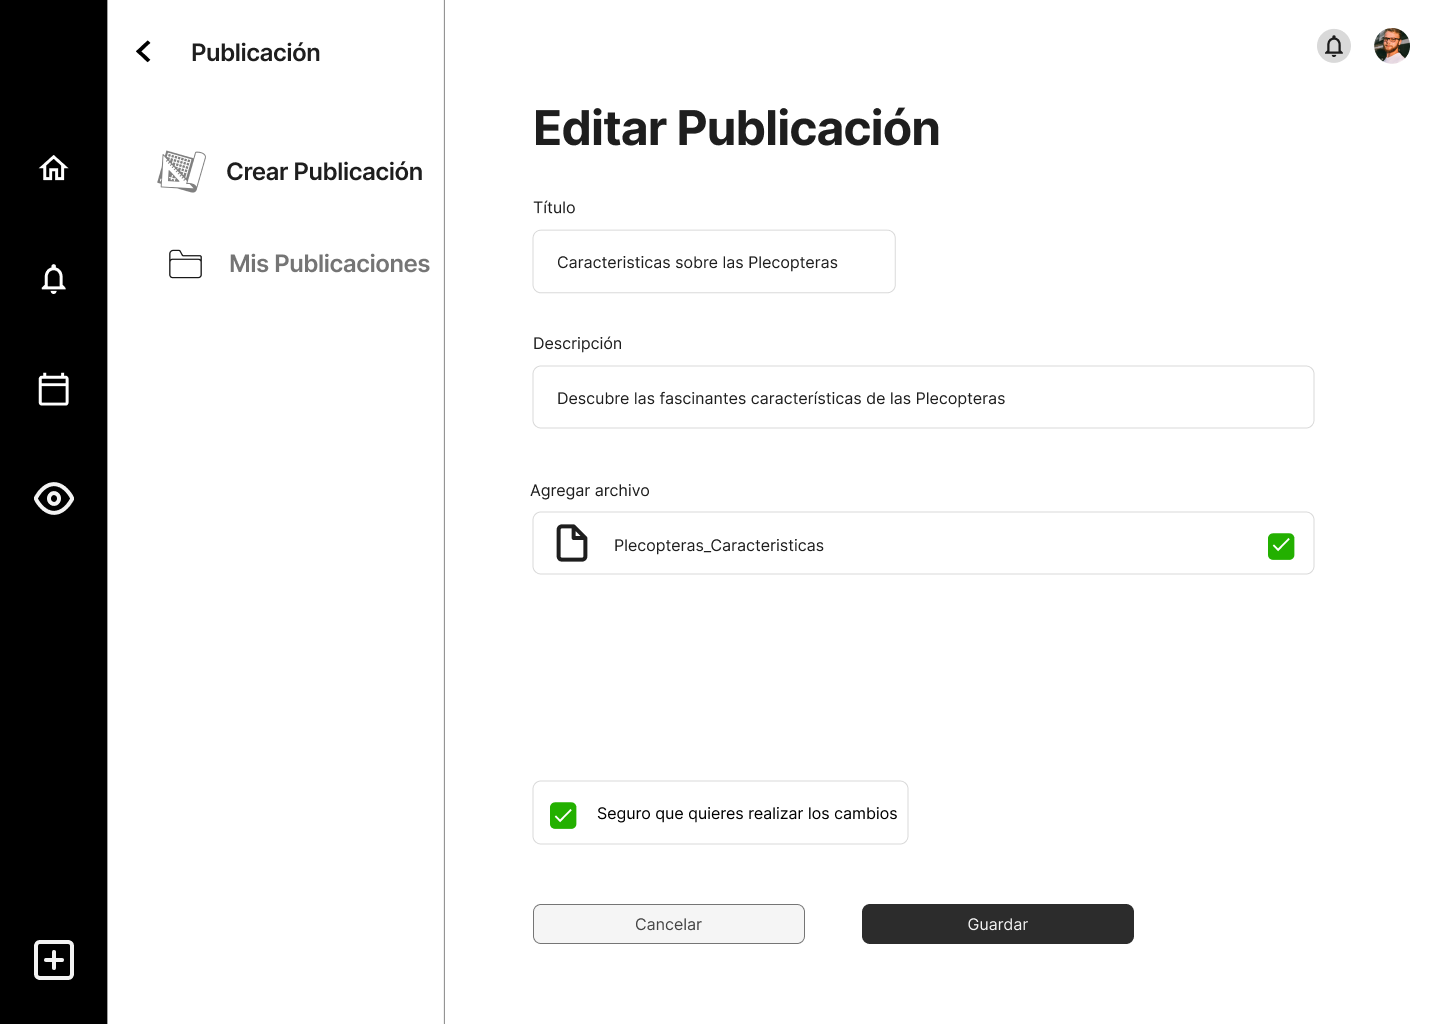 Publicación
Crear Publicación
Mis Publicaciones
Editar Publicación
Título
Caracteristicas sobre las Plecopteras
Descripción
Descubre las fascinantes características de las Plecopteras
Agregar archivo
Plecopteras_Caracteristicas
Seguro que quieres realizar los cambios
Cancelar
Guardar